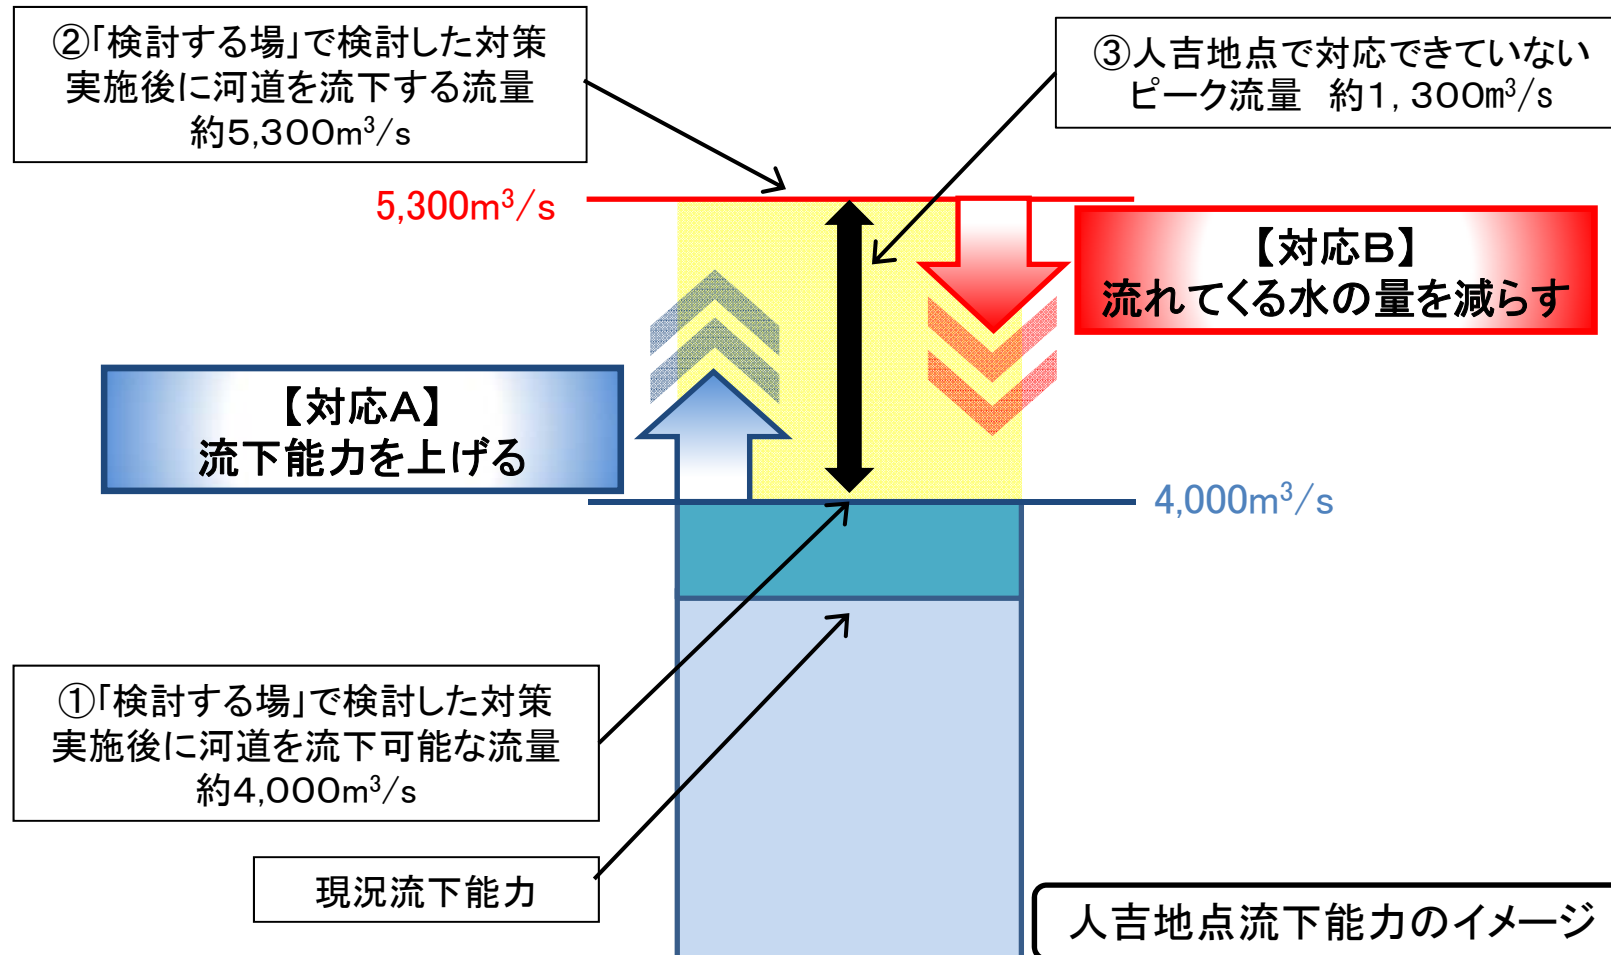 ②「検討する場」で検討した対策
実施後に河道を流下する流量
約5,300m³/s
③人吉地点で対応できていない
ピーク流量　約１，３００m³/s
5,300m³/s
【対応B】
流れてくる水の量を減らす
【対応A】
流下能力を上げる
4,000m³/s
①「検討する場」で検討した対策
実施後に河道を流下可能な流量
約4,000m³/s
現況流下能力
人吉地点流下能力のイメージ